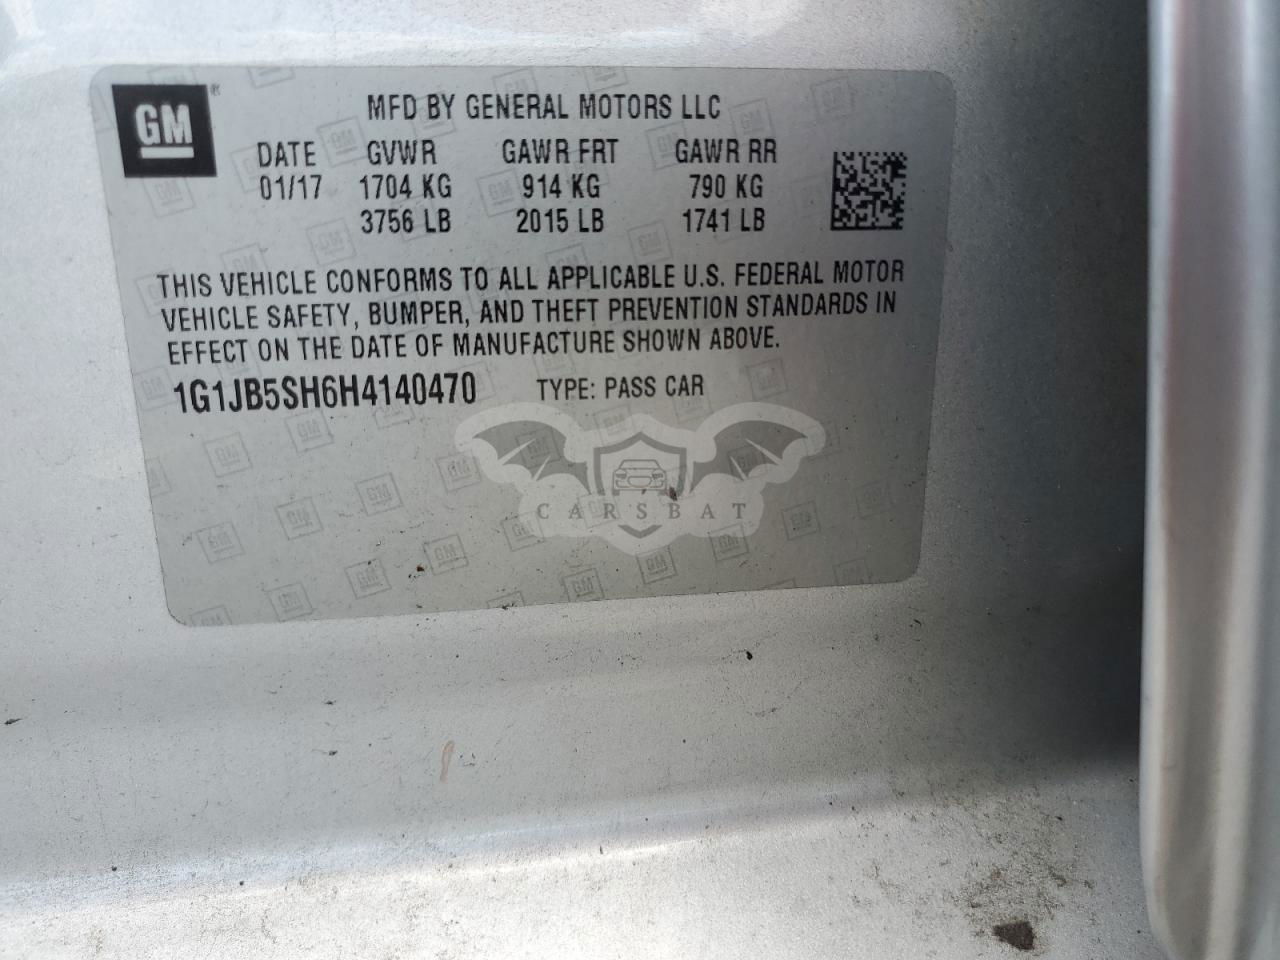 GM ®
MFD BY GENERAL MOTORS LLC
DATE GVWR GAWR FRT GAWR RR
01/17 1704 KG 914 KG 790 KG
3756 LB 2015 LB 1741 LB
THIS VEHICLE CONFORMS TO ALL APPLICABLE U.S. FEDERAL MOTOR
VEHICLE SAFETY, BUMPER, AND THEFT PREVENTION STANDARDS IN
EFFECT ON THE DATE OF MANUFACTURE SHOWN ABOVE.
1G1JB5SH6H4140470 TYPE: PASS CAR
CARSBAT